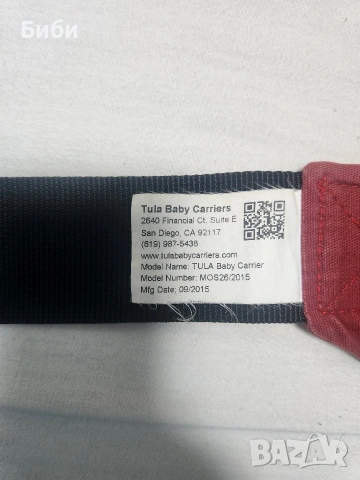 Биби
Tula Baby Carriers
2640 Financial Ct. Suite E
San Diego, CA 92117
(619) 987-5438
www.tulababycarriers.com
Model Name: TULA Baby Carrier
Model Number: MOS26/2015
Mfg Date: 09/2015
BAZAR